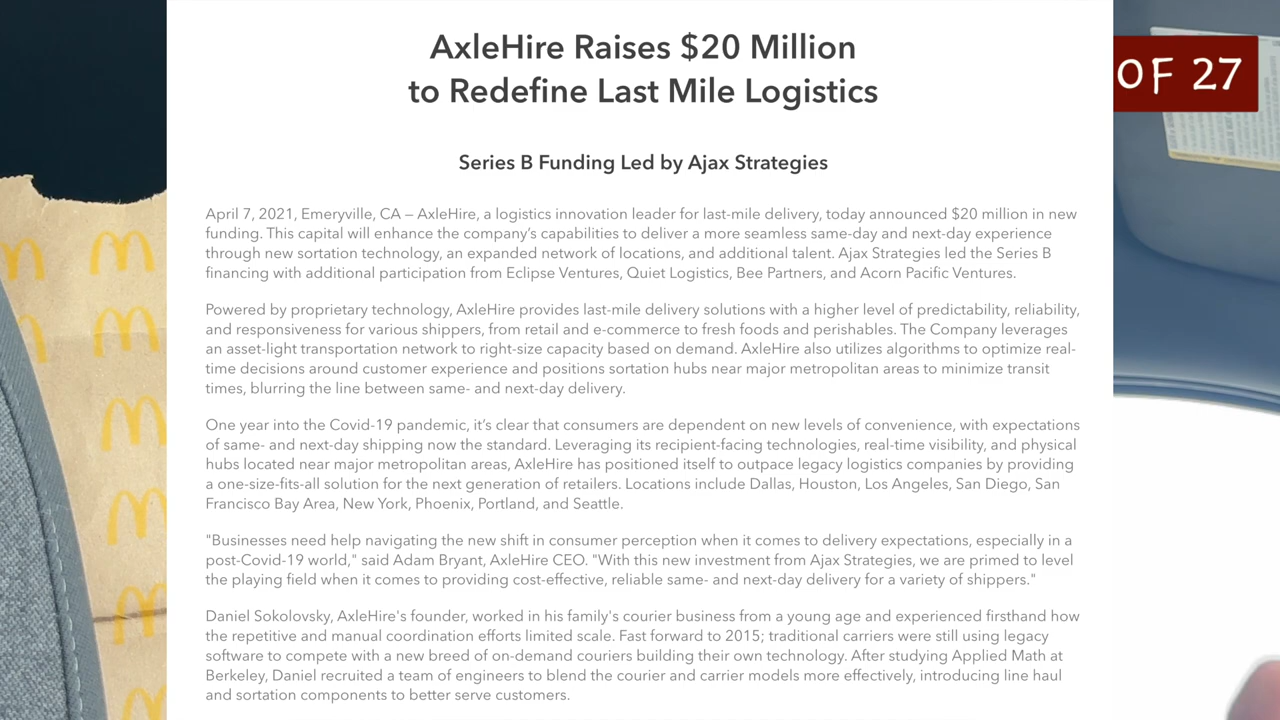 AxleHire Raises $20 Million
to Redefine Last Mile Logistics
OF 27
Series B Funding Led by Ajax Strategies
April 7, 2021, Emeryville, CA – AxleHire, a logistics innovation leader for last-mile delivery, today announced $20 million in new
funding. This capital will enhance the company's capabilities to deliver a more seamless same-day and next-day experience
through new sortation technology, an expanded network of locations, and additional talent. Ajax Strategies led the Series B
financing with additional participation from Eclipse Ventures, Quiet Logistics, Bee Partners, and Acorn Pacific Ventures.
Powered by proprietary technology, AxleHire provides last-mile delivery solutions with a higher level of predictability, reliability,
and responsiveness for various shippers, from retail and e-commerce to fresh foods and perishables. The Company leverages
an asset-light transportation network to right-size capacity based on demand. AxleHire also utilizes algorithms to optimize real-
time decisions around customer experience and positions sortation hubs near major metropolitan areas to minimize transit
times, blurring the line between same- and next-day delivery.
One year into the Covid-19 pandemic, it's clear that consumers are dependent on new levels of convenience, with expectations
of same- and next-day shipping now the standard. Leveraging its recipient-facing technologies, real-time visibility, and physical
hubs located near major metropolitan areas, AxleHire has positioned itself to outpace legacy logistics companies by providing
a one-size-fits-all solution for the next generation of retailers. Locations include Dallas, Houston, Los Angeles, San Diego, San
Francisco Bay Area, New York, Phoenix, Portland, and Seattle.
"Businesses need help navigating the new shift in consumer perception when it comes to delivery expectations, especially in a
post-Covid-19 world," said Adam Bryant, AxleHire CEO. "With this new investment from Ajax Strategies, we are primed to level
the playing field when it comes to providing cost-effective, reliable same- and next-day delivery for a variety of shippers."
Daniel Sokolovsky, AxleHire's founder, worked in his family's courier business from a young age and experienced firsthand how
the repetitive and manual coordination efforts limited scale. Fast forward to 2015; traditional carriers were still using legacy
software to compete with a new breed of on-demand couriers building their own technology. After studying Applied Math at
Berkeley, Daniel recruited a team of engineers to blend the courier and carrier models more effectively, introducing line haul
and sortation components to better serve customers.